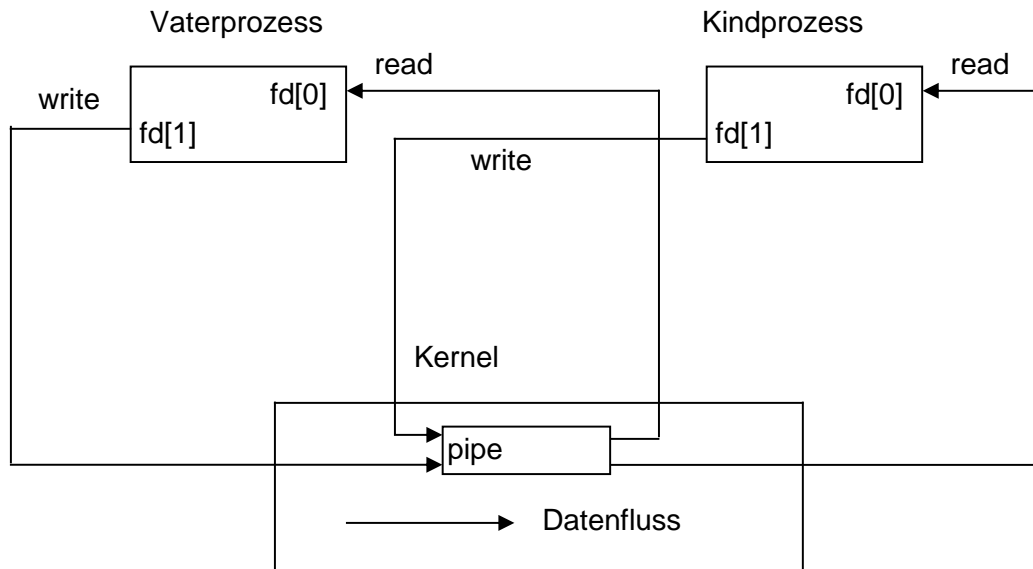 Vaterprozess
Kindprozess
read
read
write
fd[0]
fd[0]
fd[1]
fd[1]
write
Kernel
pipe
Datenfluss